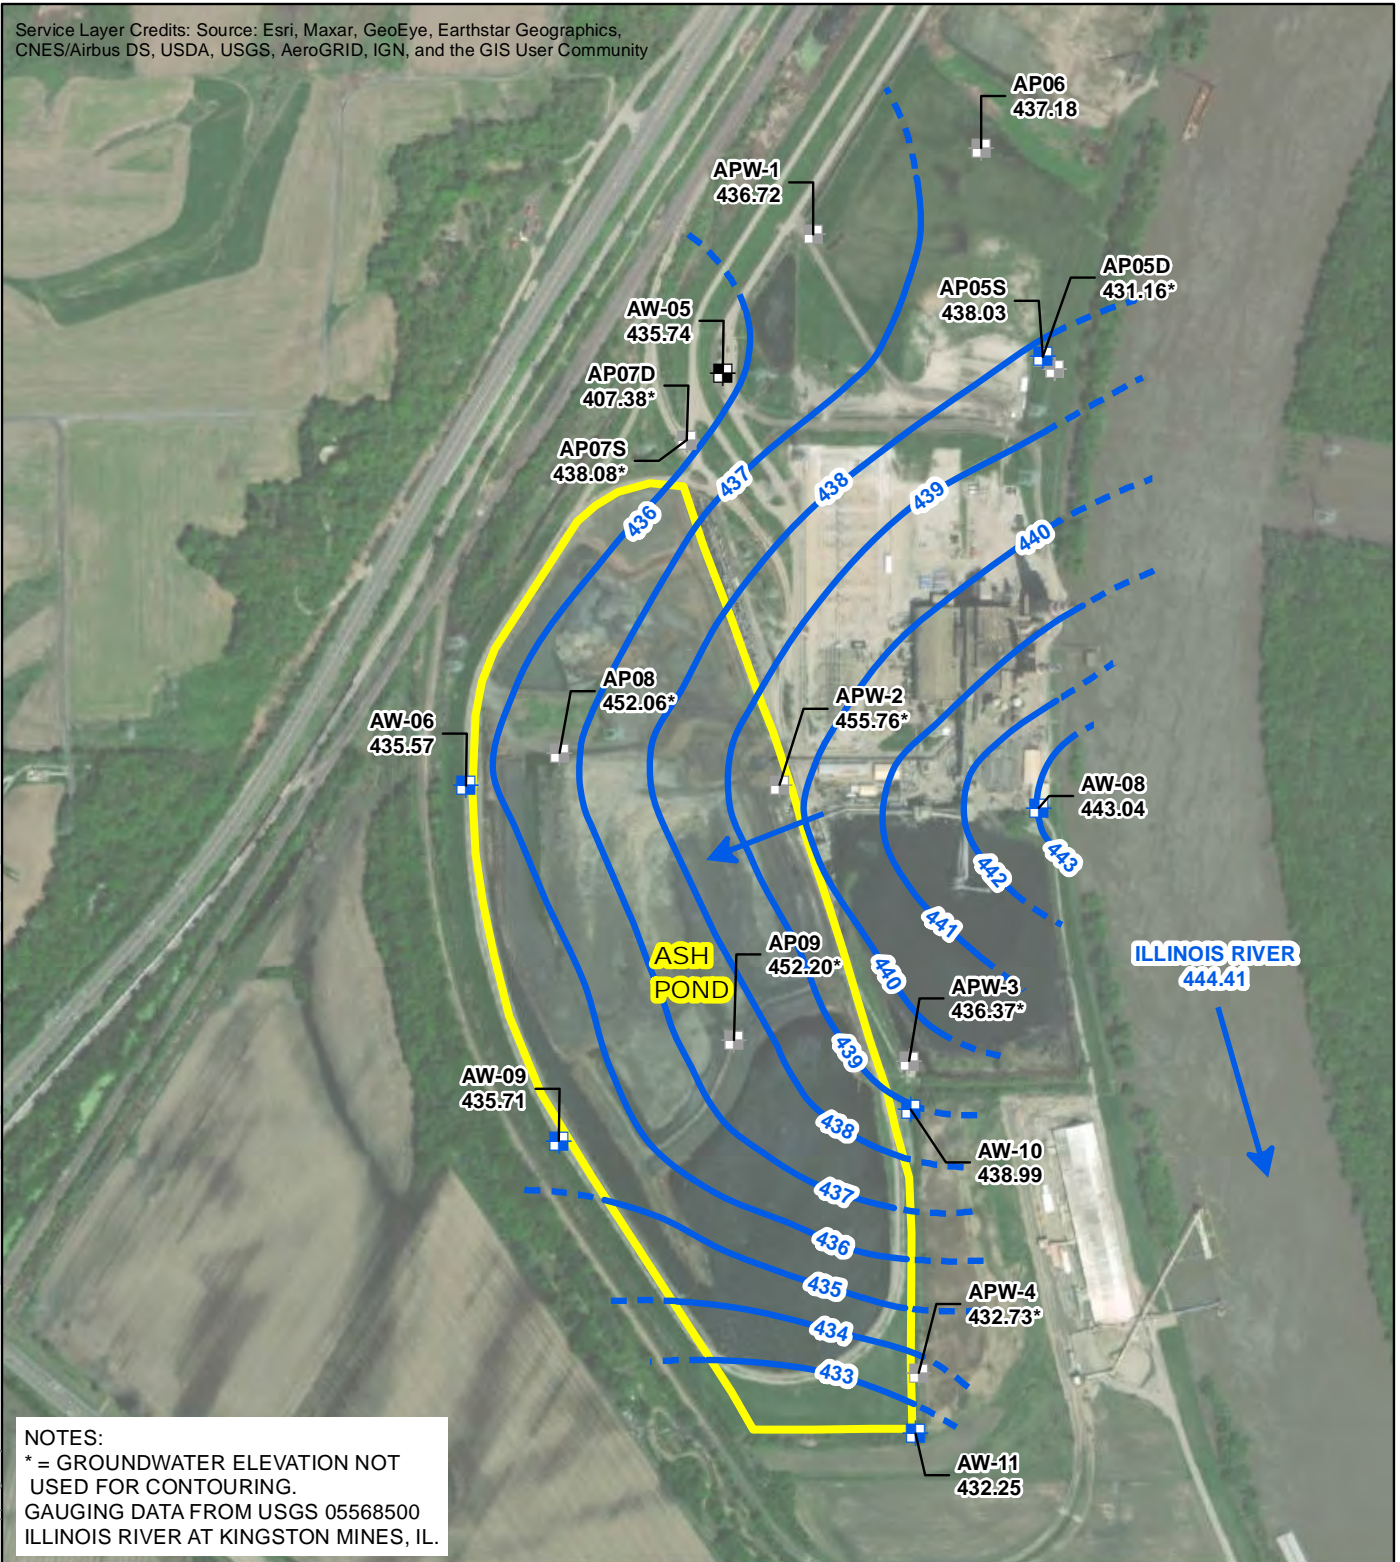 Service Layer Credits: Source: Esri, Maxar, GeoEye, Earthstar Geographics,
CNES/Airbus DS, USDA, USGS, AeroGRID, IGN, and the GIS User Community
AP06
437.18
APW-1
436.72
AP05D
431.16*
AP05S
438.03
AW-05
435.74
AP07D
407.38*
AP07S
438.08*
437
438
439
436
440
AP08
452.06*
APW-2
455.76*
AW-06
435.57
AW-08
443.04
443
442
441
AP09
452.20*
ASH
POND
440
ILLINOIS RIVER
444.41
APW-3
436.37*
439
AW-09
435.71
438
AW-10
438.99
437
436
435
APW-4
432.73*
434
433
AW-11
432.25
NOTES:
* = GROUNDWATER ELEVATION NOT
USED FOR CONTOURING.
GAUGING DATA FROM USGS 05568500
ILLINOIS RIVER AT KINGSTON MINES, IL.